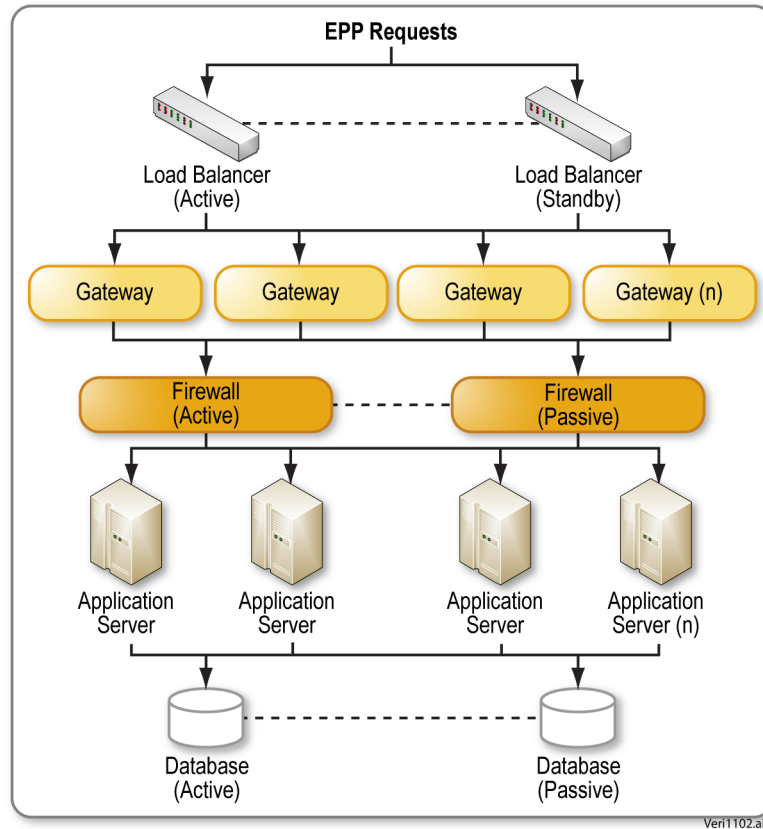 EPP Requests
Load Balancer
(Active)
Load Balancer
(Standby)
Gateway
Gateway
Gateway
Gateway (n)
Firewall
(Active)
Firewall
(Passive)
Application
Server
Application
Server
Application
Server
Application
Server (n)
Database
(Active)
Database
(Passive)